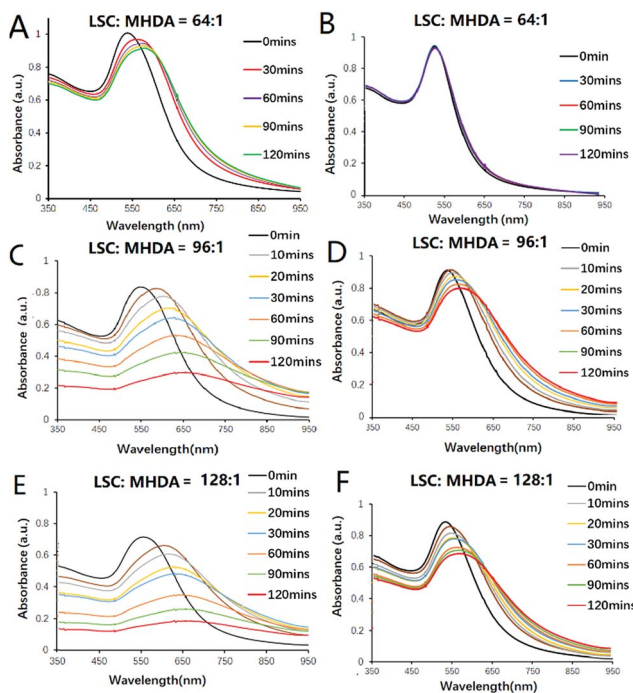 A
LSC: MHDA = 64:1
Absorbance (a.u.)
1
0.8
0.6
0.4
0.2
0
350 450 550 650 750 850 950
Wavelength (nm)
0mins
30mins
60mins
90mins
120mins
B
LSC: MHDA = 64:1
Absorbance (a.u.)
1
0.8
0.6
0.4
0.2
0
350 450 550 650 750 850 950
Wavelength (nm)
0min
30mins
60mins
90mins
120mins
C
LSC: MHDA = 96:1
Absorbance (a.u.)
1
0.8
0.6
0.4
0.2
0
350 450 550 650 750 850 950
Wavelength(nm)
0min
10mins
20mins
30mins
60mins
90mins
120mins
D
LSC: MHDA = 96:1
Absorbance (a.u.)
1
0.8
0.6
0.4
0.2
0
350 450 550 650 750 850 950
Wavelength(nm)
0min
10mins
20mins
30mins
60mins
90mins
120mins
E
LSC: MHDA = 128:1
Absorbance (a.u.)
1
0.8
0.6
0.4
0.2
0
350 450 550 650 750 850 950
Wavelength(nm)
0min
10mins
20mins
30mins
60mins
90mins
120mins
F
LSC: MHDA = 128:1
Absorbance (a.u.)
1
0.8
0.6
0.4
0.2
0
350 450 550 650 750 850 950
Wavelength(nm)
0min
10mins
20mins
30mins
60mins
90mins
120mins